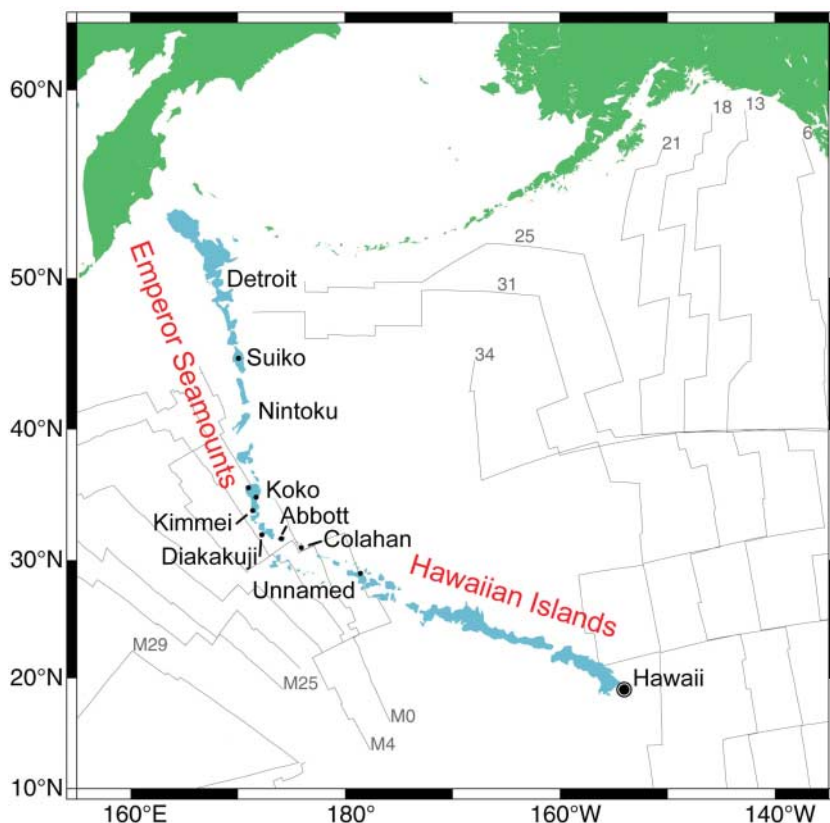 60°N
50°N
40°N
30°N
20°N
10°N
160°E
180°
160°W
140°W
18
13
6
21
25
31
34
Emperor Seamounts
Detroit
Suiko
Nintoku
Koko
Kimmei
Abbott
Diakakuji
Colahan
Unnamed
Hawaiian Islands
Hawaii
M29
M25
M0
M4